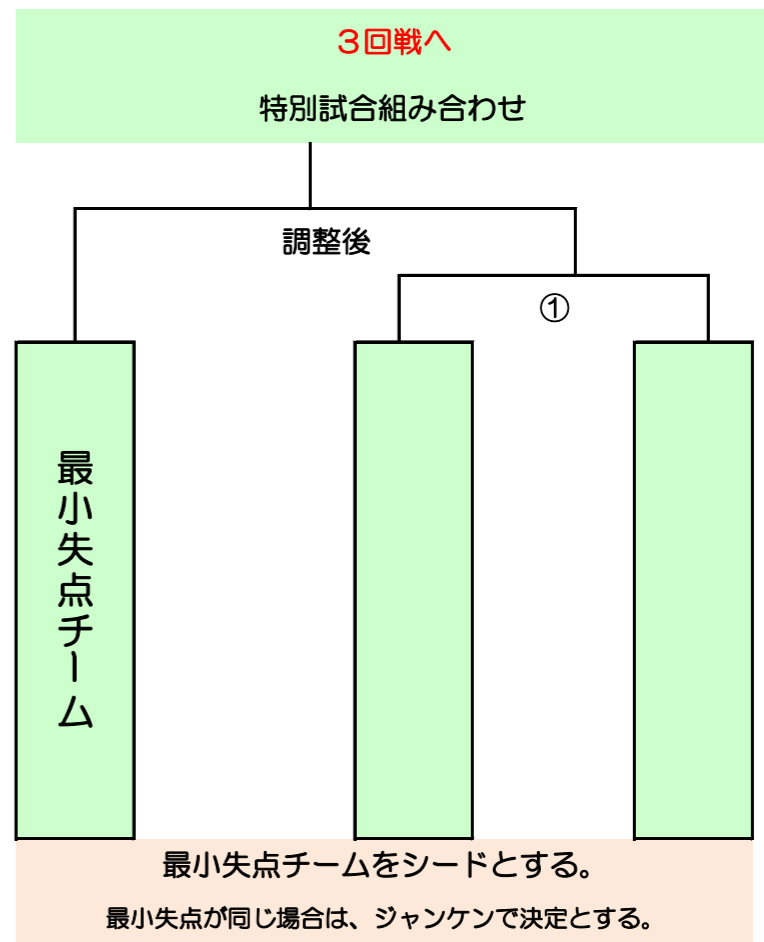 ３回戦へ
特別試合組み合わせ
調整後
①
最小失点チーム
最小失点チームをシードとする。
最小失点が同じ場合は、ジャンケンで決定とする。